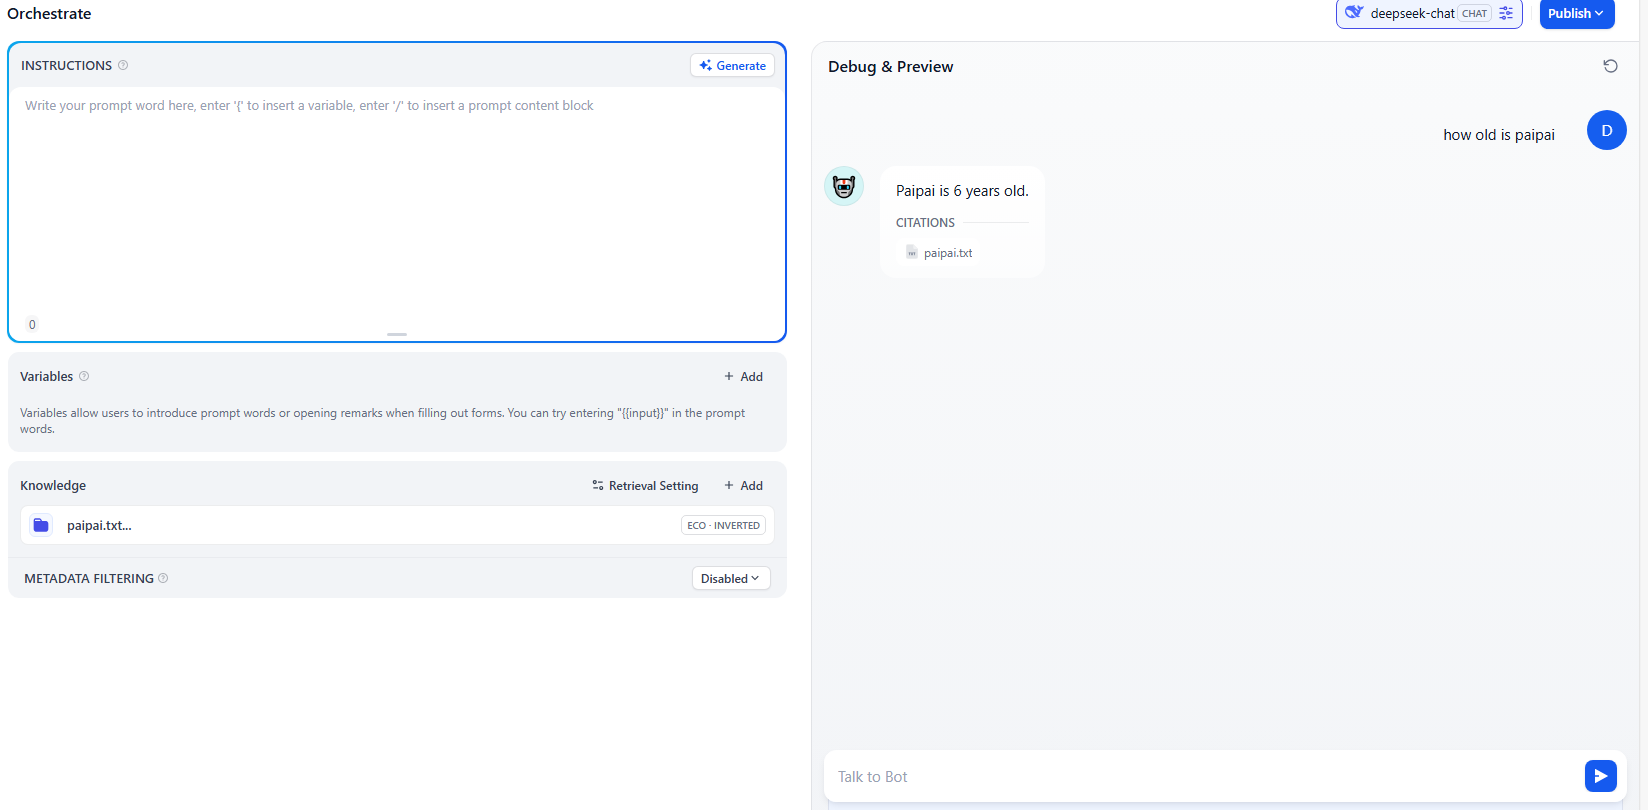 Orchestrate
deepseek-chat CHAT
Publish
INSTRUCTIONS
Generate
Write your prompt word here, enter '{' to insert a variable, enter '/' to insert a prompt content block
0
Variables
+ Add
Variables allow users to introduce prompt words or opening remarks when filling out forms. You can try entering "{{input}}" in the prompt
words.
Knowledge
Retrieval Setting
+ Add
paipai.txt...
ECO · INVERTED
METADATA FILTERING
Disabled
Debug & Preview
how old is paipai
D
Paipai is 6 years old.
CITATIONS
paipai.txt
Talk to Bot